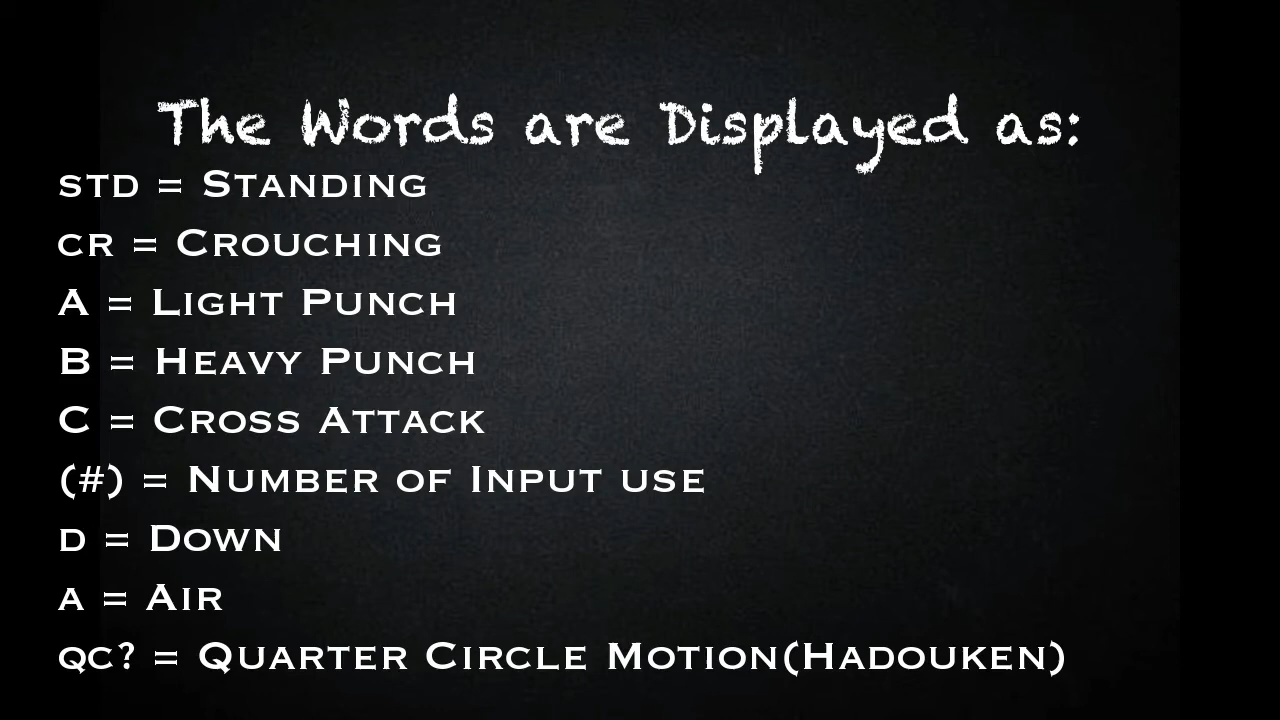 The Words are Displayed as:
std = Standing
cr = Crouching
A = Light Punch
B = Heavy Punch
C = Cross Attack
(#) = Number of Input use
d = Down
a = Air
qc? = Quarter Circle Motion(Hadouken)